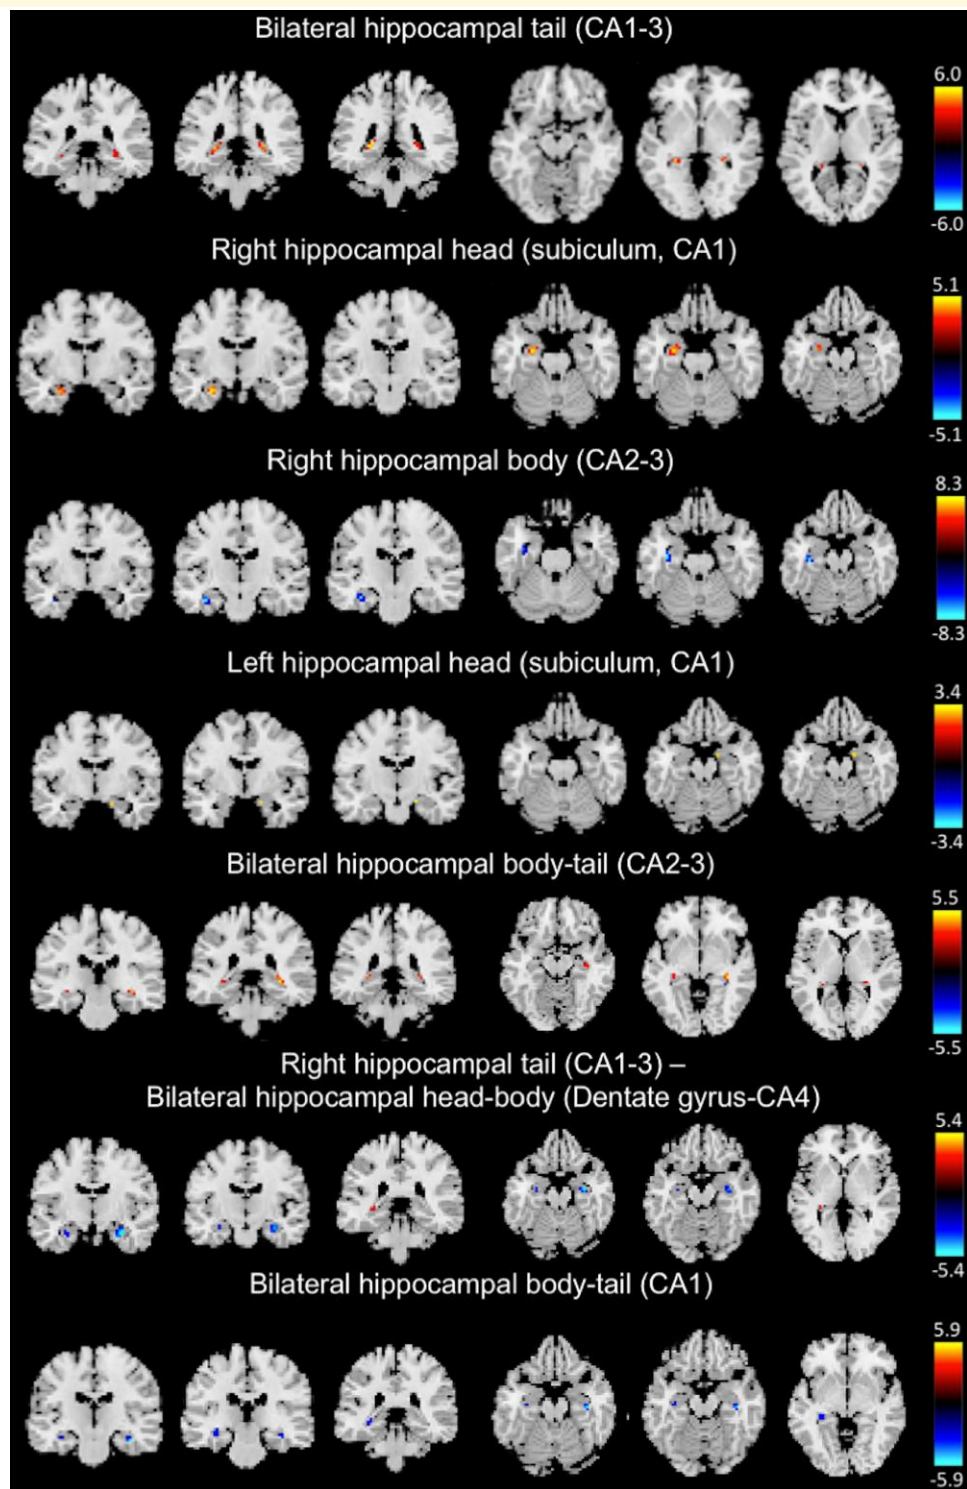 Bilateral hippocampal tail (CA1-3)
6.0
-6.0
Right hippocampal head (subiculum, CA1)
5.1
-5.1
Right hippocampal body (CA2-3)
8.3
-8.3
Left hippocampal head (subiculum, CA1)
3.4
-3.4
Bilateral hippocampal body-tail (CA2-3)
5.5
-5.5
Right hippocampal tail (CA1-3) –
Bilateral hippocampal head-body (Dentate gyrus-CA4)
5.4
-5.4
Bilateral hippocampal body-tail (CA1)
5.9
-5.9